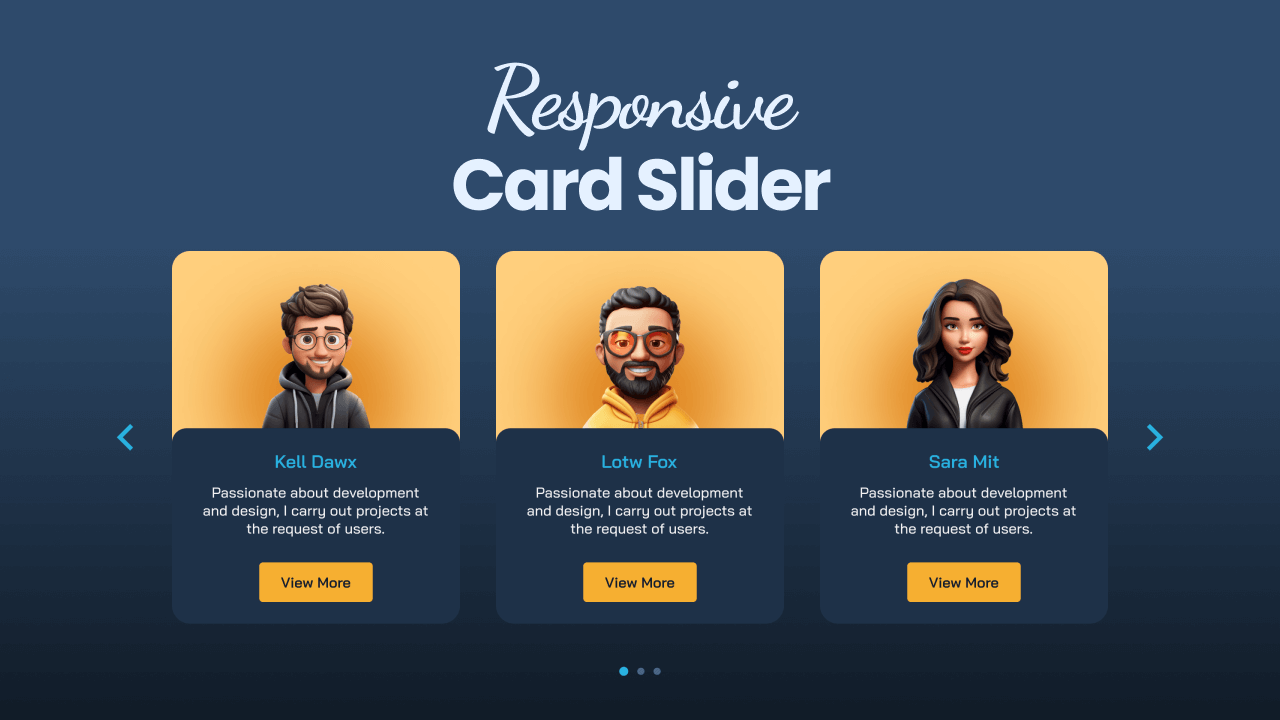 Responsive
Card Slider
Kell Dawx
Passionate about development
and design, I carry out projects at
the request of users.
View More
Lotw Fox
Passionate about development
and design, I carry out projects at
the request of users.
View More
Sara Mit
Passionate about development
and design, I carry out projects at
the request of users.
View More